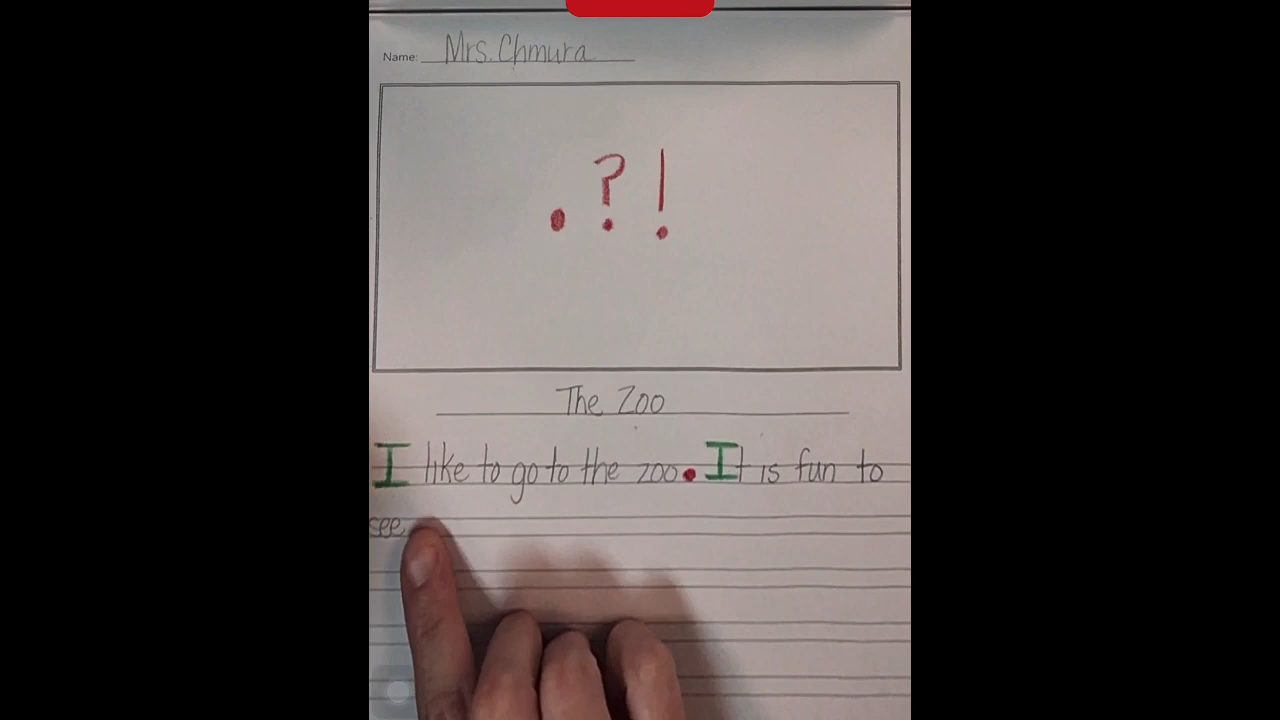 Name: Mrs. Chmura
. ? !
The Zoo
I like to go to the zoo. It is fun to
see